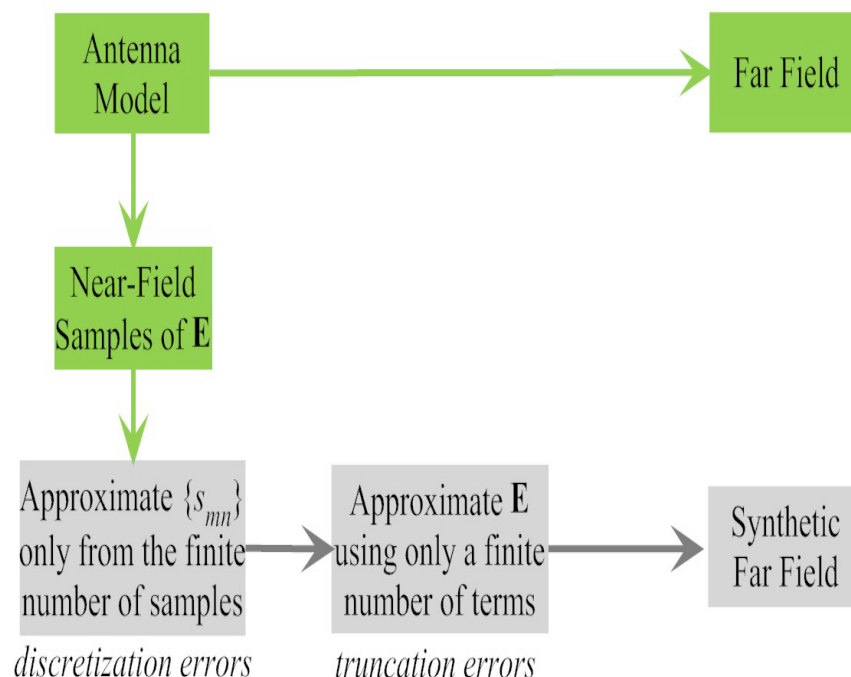 Antenna
Model
Far Field
Near-Field
Samples of E
Approximate {s_mn}
only from the finite
number of samples
discretization errors
Approximate E
using only a finite
number of terms
truncation errors
Synthetic
Far Field